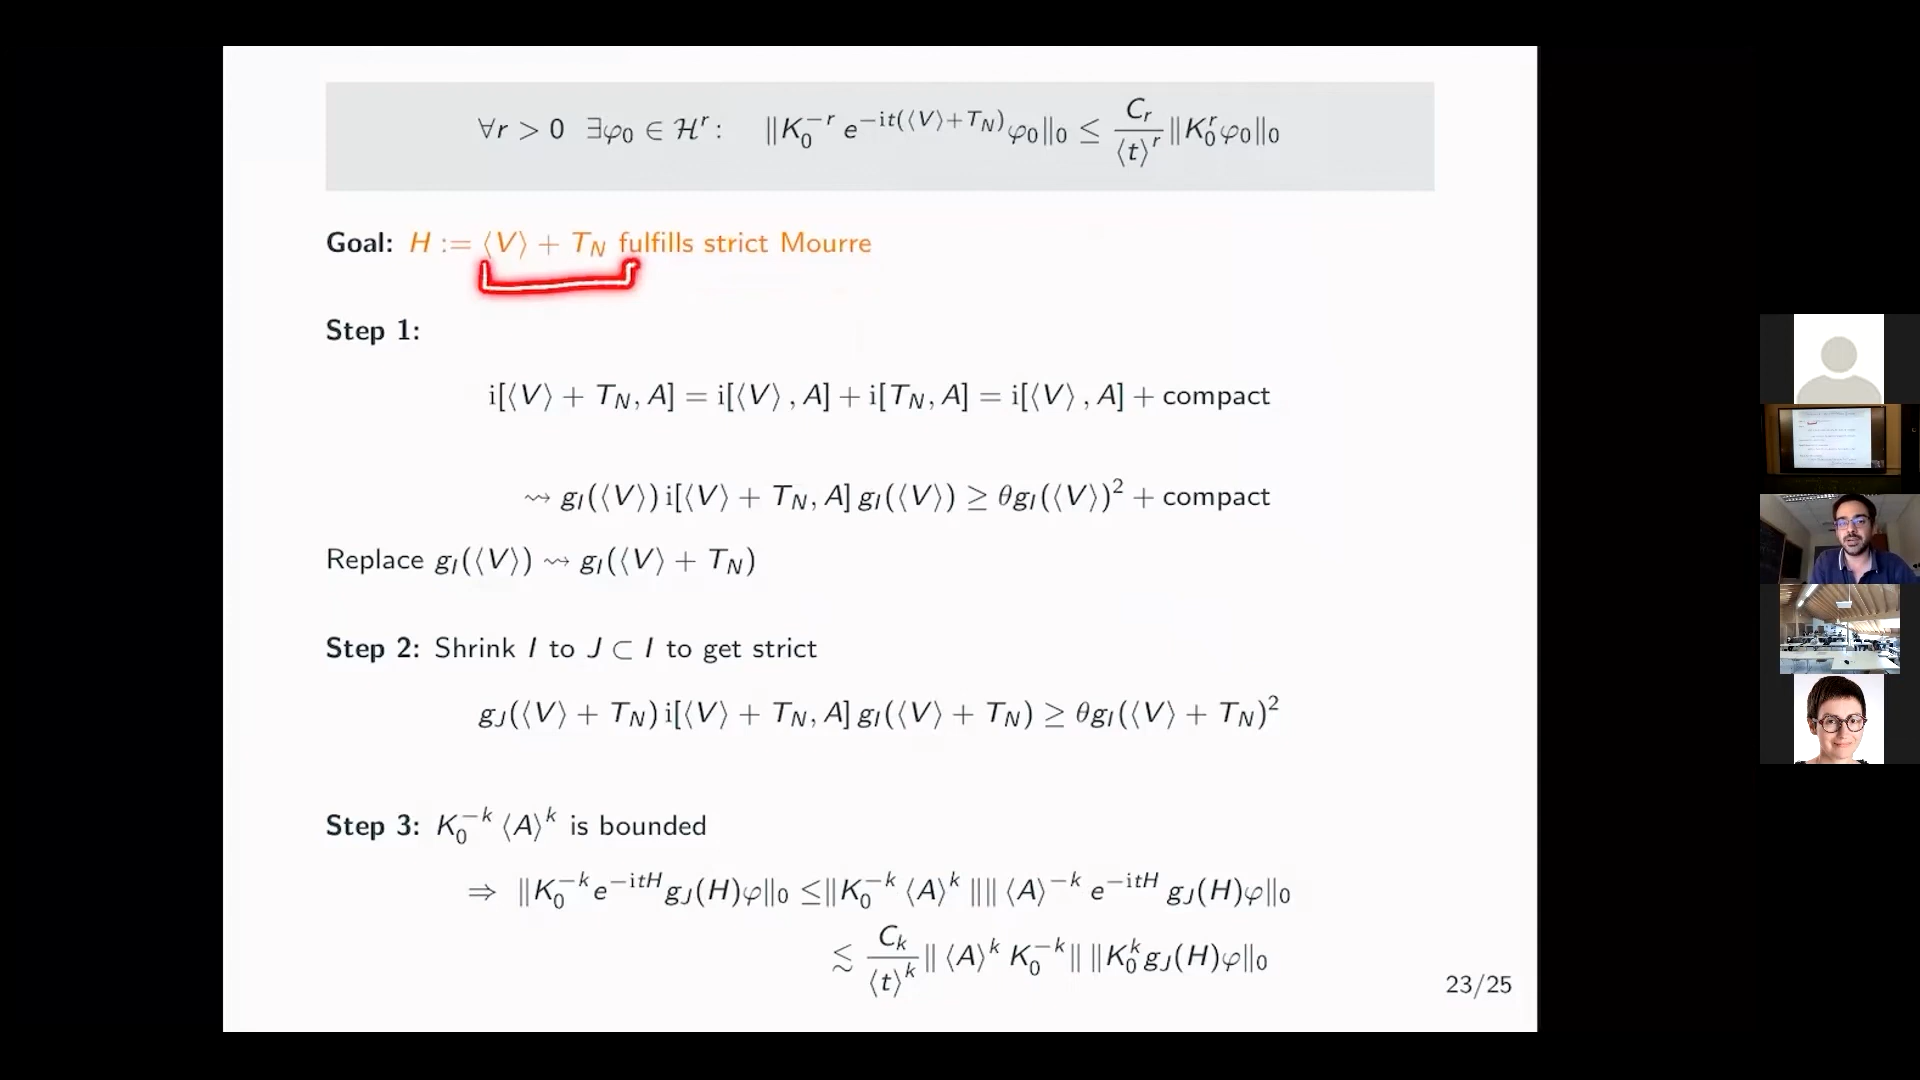 ∀r > 0 ∃φ₀ ∈ ℋʳ : ‖K₀⁻ʳ e^{−it(⟨V⟩+T_N)} φ₀‖₀ ≤ C_r/⟨t⟩ʳ ‖K₀ʳφ₀‖₀
Goal: H := ⟨V⟩ + T_N fulfills strict Mourre
Step 1:
i[⟨V⟩ + T_N, A] = i[⟨V⟩, A] + i[T_N, A] = i[⟨V⟩, A] + compact
⇝ g_I(⟨V⟩) i[⟨V⟩ + T_N, A] g_I(⟨V⟩) ≥ θg_I(⟨V⟩)² + compact
Replace g_I(⟨V⟩) ⇝ g_I(⟨V⟩ + T_N)
Step 2: Shrink I to J ⊂ I to get strict
g_J(⟨V⟩ + T_N) i[⟨V⟩ + T_N, A] g_I(⟨V⟩ + T_N) ≥ θg_I(⟨V⟩ + T_N)²
Step 3: K₀^{−k} ⟨A⟩^k is bounded
⇒ ‖K₀^{−k} e^{−itH} g_J(H)φ‖₀ ≤ ‖K₀^{−k} ⟨A⟩^k ‖‖ ⟨A⟩^{−k} e^{−itH} g_J(H)φ‖₀
≲ C_k/⟨t⟩^k ‖ ⟨A⟩^k K₀^{−k}‖ ‖K₀^k g_J(H)φ‖₀
23/25